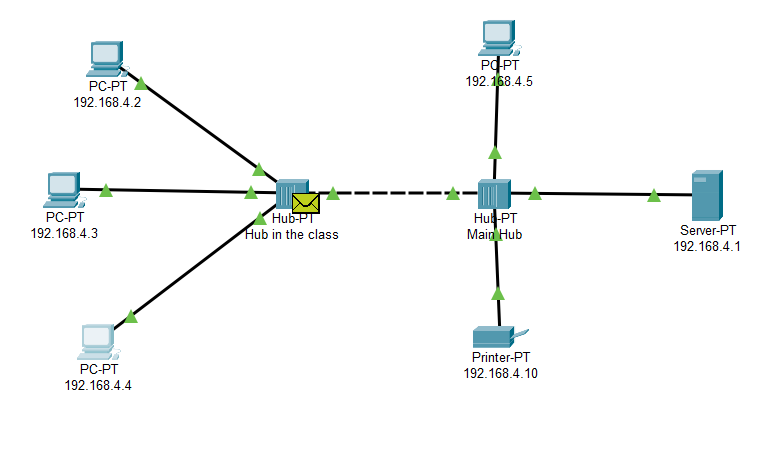 PC-PT
192.168.4.5
PC-PT
192.168.4.2
PC-PT
192.168.4.3
Hub-PT
Hub in the class
Hub-PT
Main Hub
Server-PT
192.168.4.1
PC-PT
192.168.4.4
Printer-PT
192.168.4.10